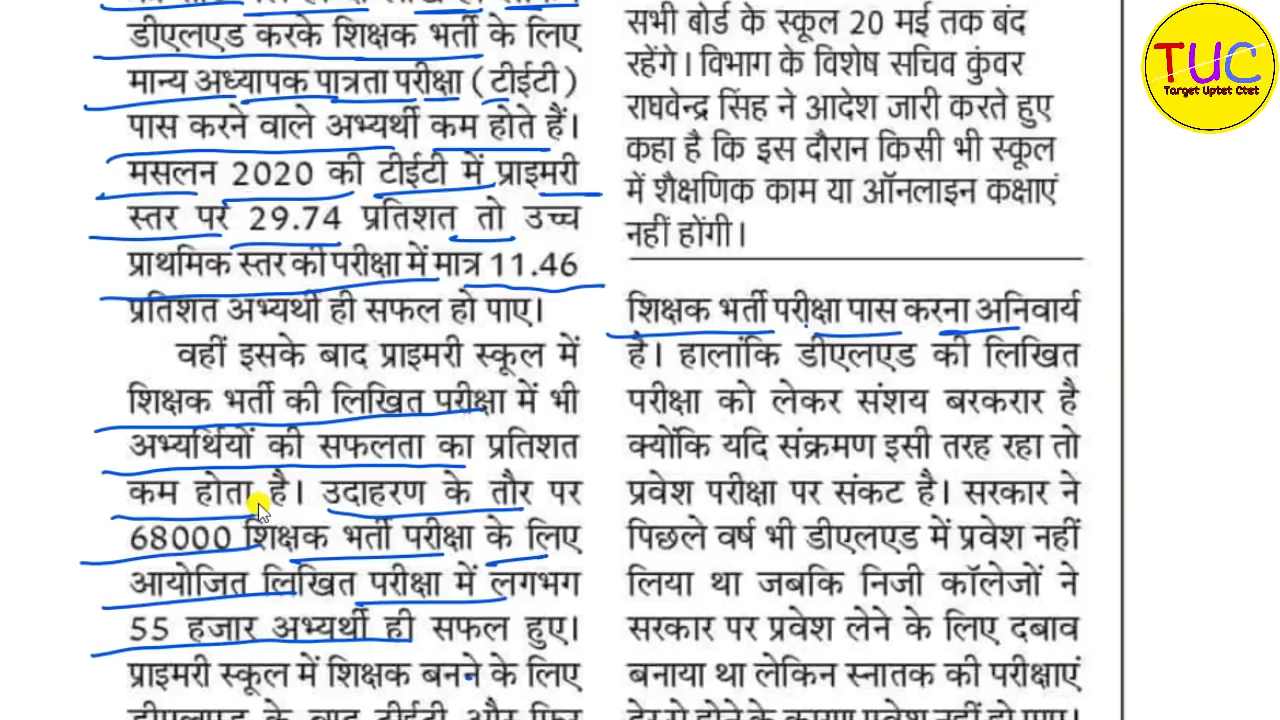 डीएलएड करके शिक्षक भर्ती के लिए
मान्य अध्यापक पात्रता परीक्षा (टीईटी)
पास करने वाले अभ्यर्थी कम होते हैं।
मसलन 2020 की टीईटी में प्राइमरी
स्तर पर 29.74 प्रतिशत तो उच्च
प्राथमिक स्तर की परीक्षा में मात्र 11.46
प्रतिशत अभ्यर्थी ही सफल हो पाए।
वहीं इसके बाद प्राइमरी स्कूल में
शिक्षक भर्ती की लिखित परीक्षा में भी
अभ्यर्थियों की सफलता का प्रतिशत
कम होता है। उदाहरण के तौर पर
68000 शिक्षक भर्ती परीक्षा के लिए
आयोजित लिखित परीक्षा में लगभग
55 हजार अभ्यर्थी ही सफल हुए।
प्राइमरी स्कूल में शिक्षक बनने के लिए
डीएलएड के बाद टीईटी और फिर
सभी बोर्ड के स्कूल 20 मई तक बंद
रहेंगे। विभाग के विशेष सचिव कुंवर
राघवेन्द्र सिंह ने आदेश जारी करते हुए
कहा है कि इस दौरान किसी भी स्कूल
में शैक्षणिक काम या ऑनलाइन कक्षाएं
नहीं होंगी।
शिक्षक भर्ती परीक्षा पास करना अनिवार्य
है। हालांकि डीएलएड की लिखित
परीक्षा को लेकर संशय बरकरार है
क्योंकि यदि संक्रमण इसी तरह रहा तो
प्रवेश परीक्षा पर संकट है। सरकार ने
पिछले वर्ष भी डीएलएड में प्रवेश नहीं
लिया था जबकि निजी कॉलेजों ने
सरकार पर प्रवेश लेने के लिए दबाव
बनाया था लेकिन स्नातक की परीक्षाएं
देर से होने के कारण प्रवेश नहीं हो पाए।
TUC
Target Uptet Ctet